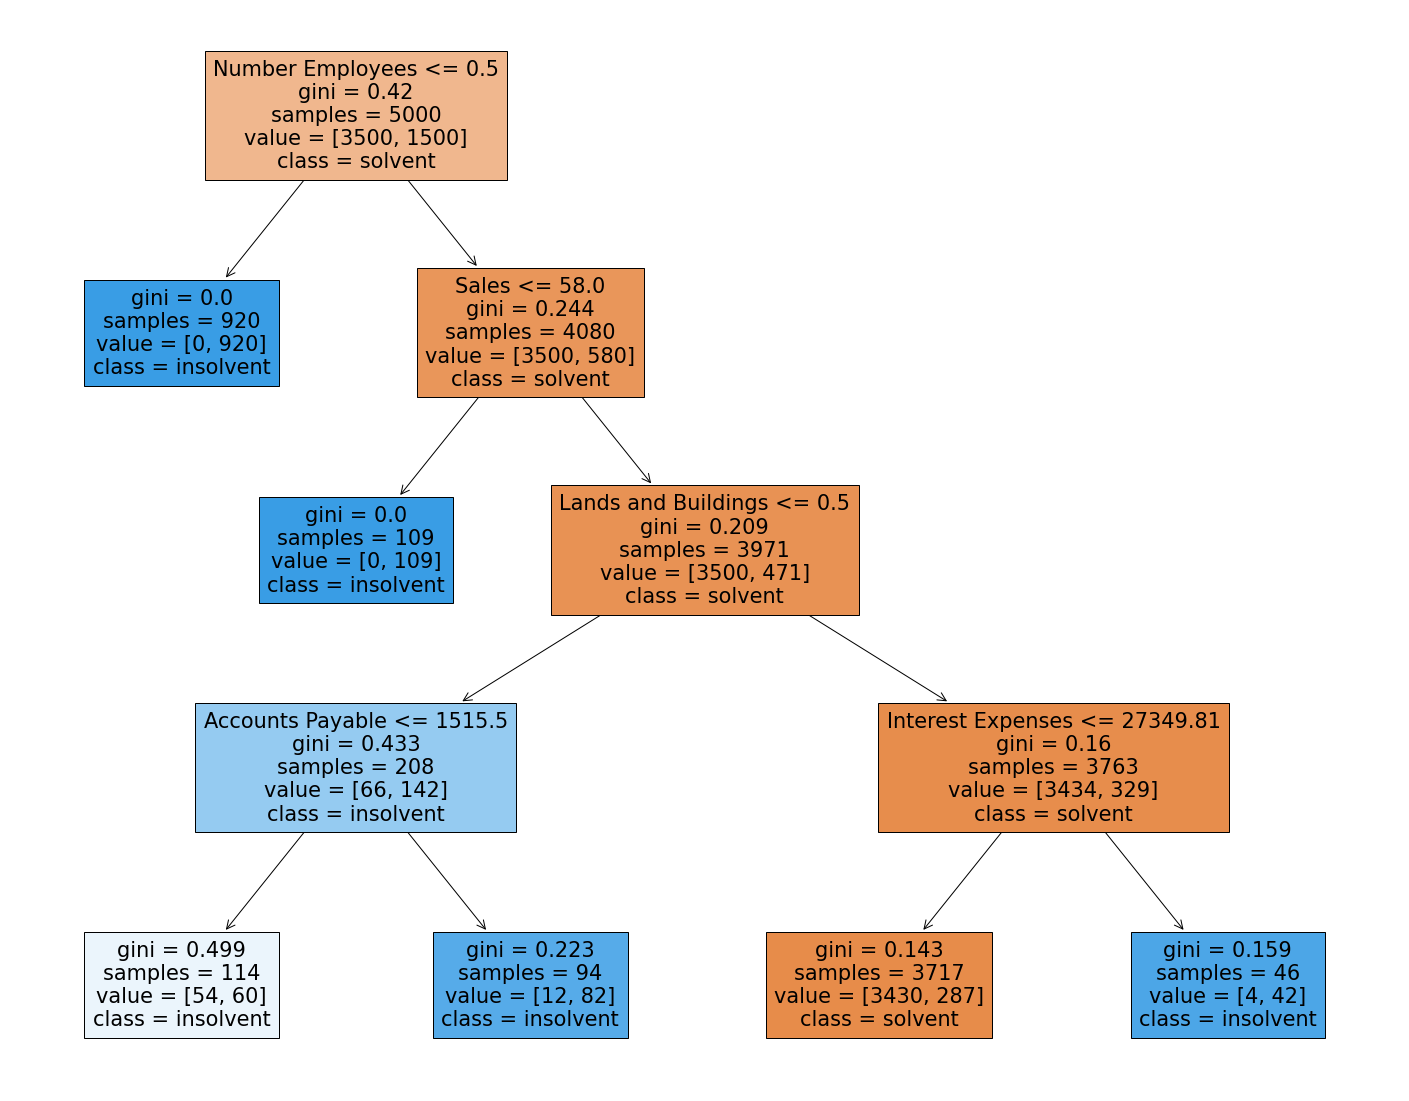 Number Employees <= 0.5
gini = 0.42
samples = 5000
value = [3500, 1500]
class = solvent
gini = 0.0
samples = 920
value = [0, 920]
class = insolvent
Sales <= 58.0
gini = 0.244
samples = 4080
value = [3500, 580]
class = solvent
gini = 0.0
samples = 109
value = [0, 109]
class = insolvent
Lands and Buildings <= 0.5
gini = 0.209
samples = 3971
value = [3500, 471]
class = solvent
Accounts Payable <= 1515.5
gini = 0.433
samples = 208
value = [66, 142]
class = insolvent
Interest Expenses <= 27349.81
gini = 0.16
samples = 3763
value = [3434, 329]
class = solvent
gini = 0.499
samples = 114
value = [54, 60]
class = insolvent
gini = 0.223
samples = 94
value = [12, 82]
class = insolvent
gini = 0.143
samples = 3717
value = [3430, 287]
class = solvent
gini = 0.159
samples = 46
value = [4, 42]
class = insolvent